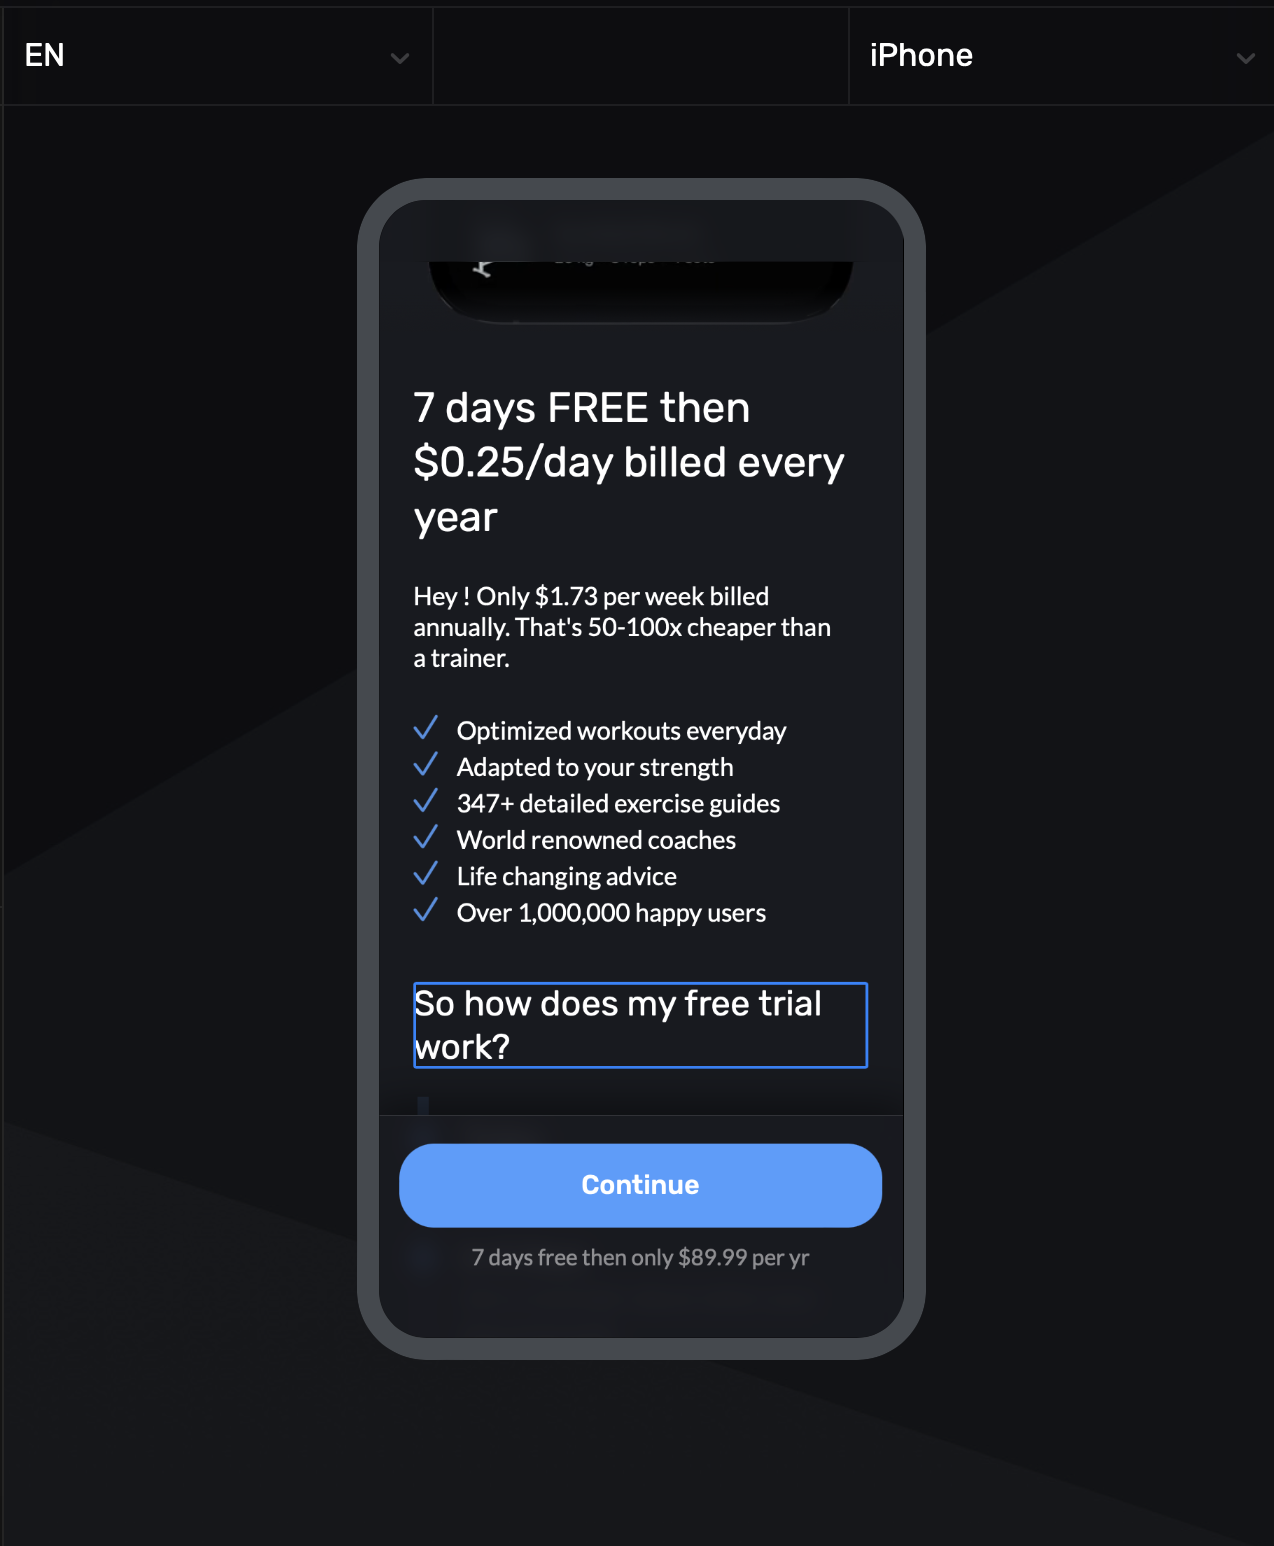 EN
iPhone
7 days FREE then
$0.25/day billed every
year
Hey ! Only $1.73 per week billed
annually. That's 50-100x cheaper than
a trainer.
Optimized workouts everyday
Adapted to your strength
347+ detailed exercise guides
World renowned coaches
Life changing advice
Over 1,000,000 happy users
So how does my free trial
work?
Continue
7 days free then only $89.99 per yr